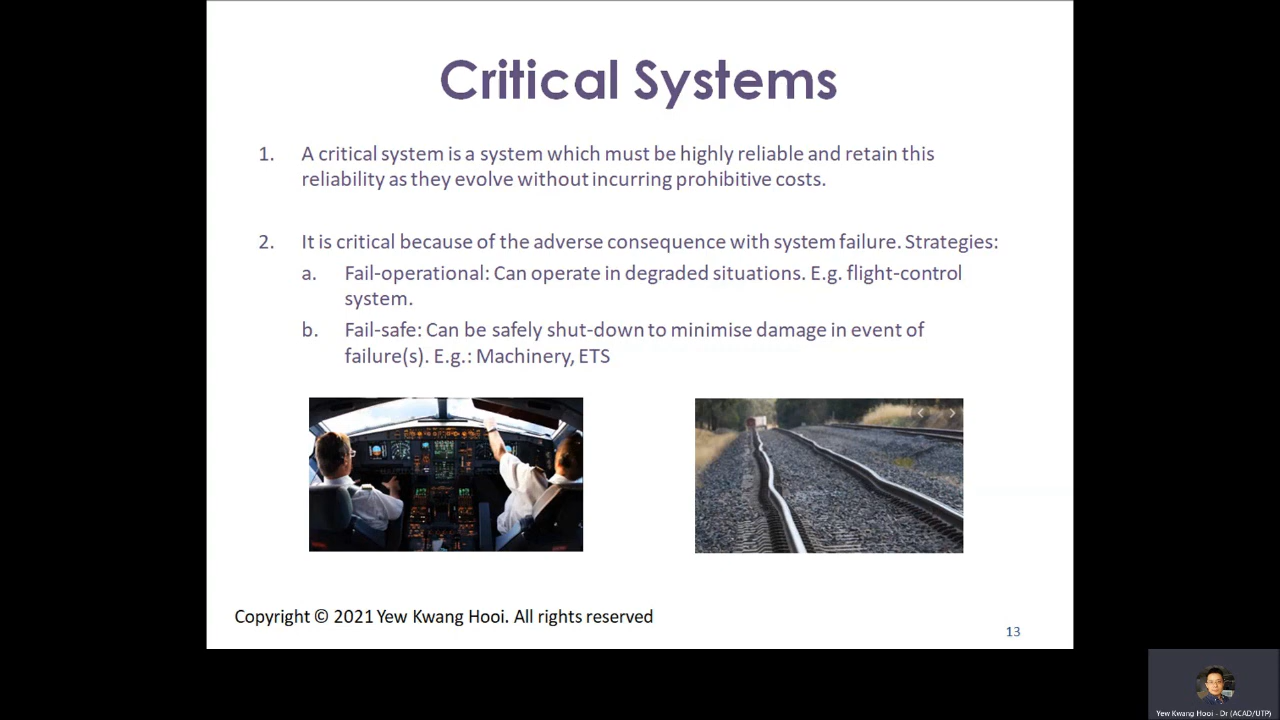 Critical Systems
1. A critical system is a system which must be highly reliable and retain this
reliability as they evolve without incurring prohibitive costs.
2. It is critical because of the adverse consequence with system failure. Strategies:
a. Fail-operational: Can operate in degraded situations. E.g. flight-control
system.
b. Fail-safe: Can be safely shut-down to minimise damage in event of
failure(s). E.g.: Machinery, ETS
Copyright © 2021 Yew Kwang Hooi. All rights reserved
13
Yew Kwang Hooi - Dr (ACAD/UTP)